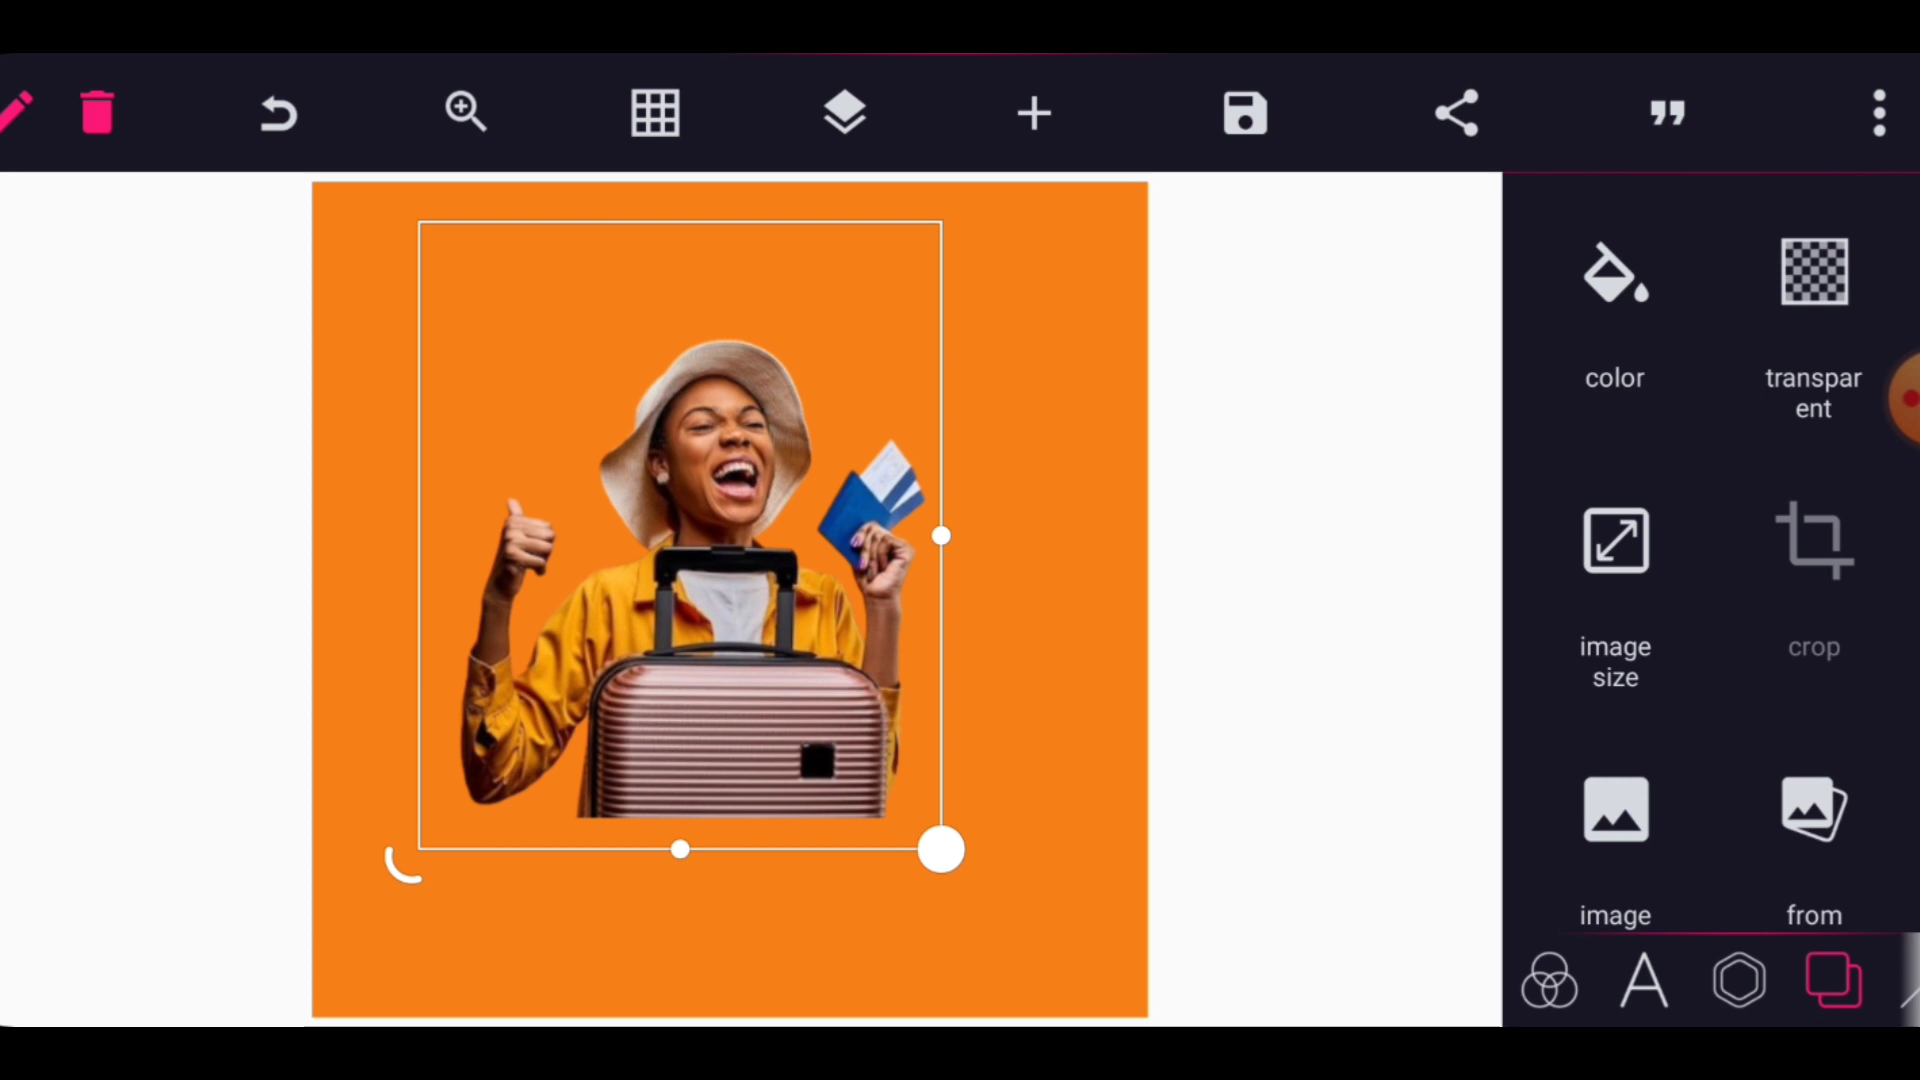 color
transpar
ent
image
size
crop
image
from